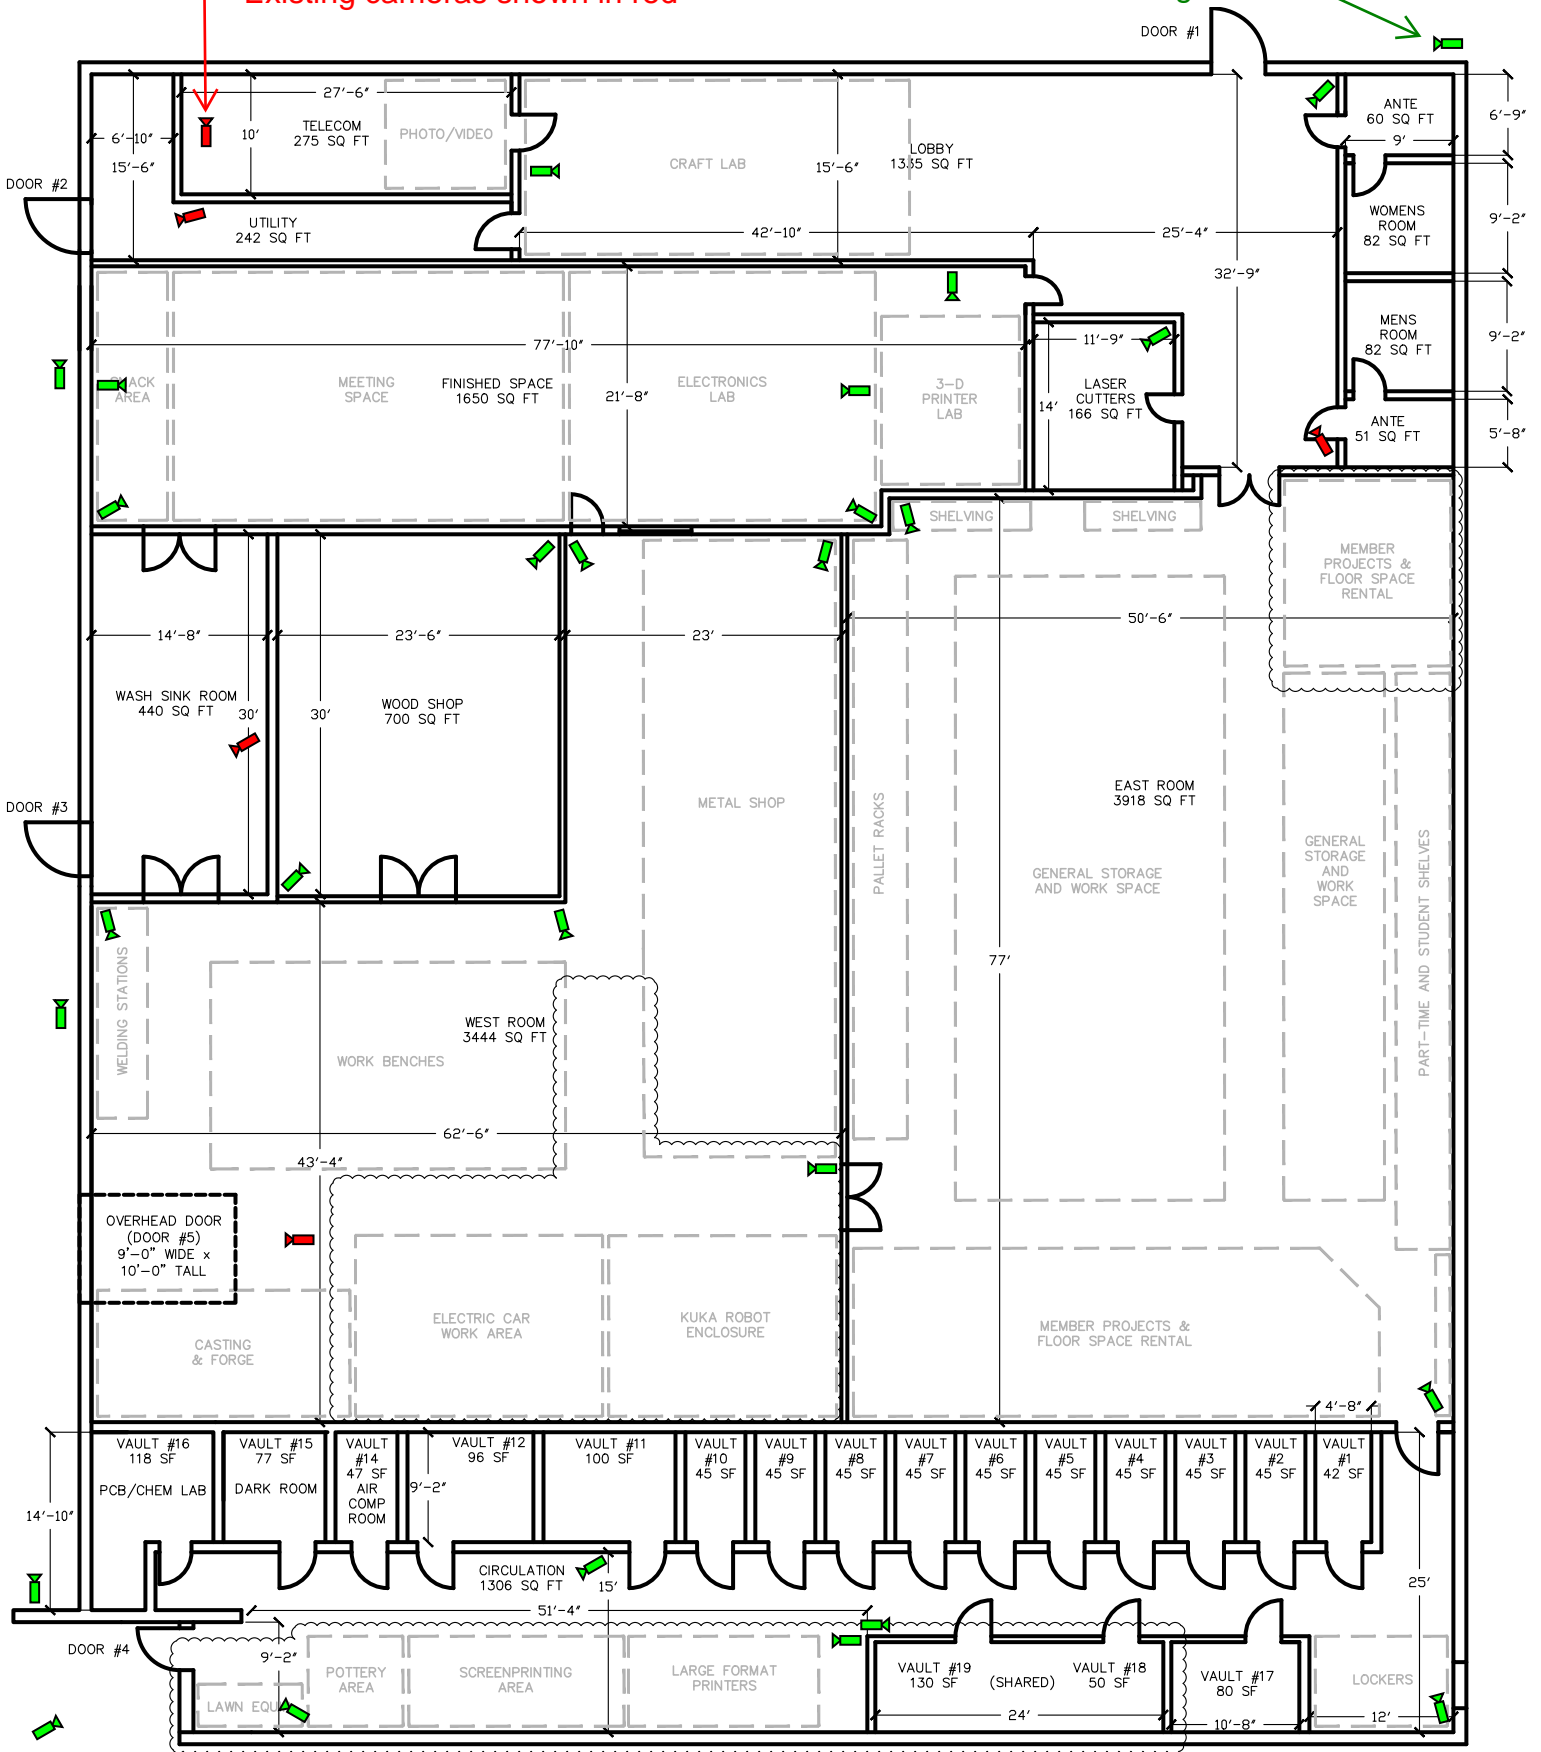 Existing cameras shown in red
DOOR #1
27'-6"
TELECOM
275 SQ FT
10'
PHOTO/VIDEO
6'-10"
15'-6"
CRAFT LAB
15'-6"
LOBBY
1335 SQ FT
ANTE
60 SQ FT
9'
6'-9"
DOOR #2
UTILITY
242 SQ FT
42'-10"
25'-4"
32'-9"
WOMENS
ROOM
82 SQ FT
9'-2"
77'-10"
SNACK
AREA
MEETING
SPACE
FINISHED SPACE
1650 SQ FT
21'-8"
ELECTRONICS
LAB
3-D
PRINTER
LAB
11'-9"
14'
LASER
CUTTERS
166 SQ FT
MENS
ROOM
82 SQ FT
9'-2"
ANTE
51 SQ FT
5'-8"
SHELVING
SHELVING
MEMBER
PROJECTS &
FLOOR SPACE
RENTAL
14'-8"
23'-6"
23'
50'-6"
WASH SINK ROOM
440 SQ FT
30'
30'
WOOD SHOP
700 SQ FT
METAL SHOP
EAST ROOM
3918 SQ FT
DOOR #3
PALLET RACKS
GENERAL STORAGE
AND WORK SPACE
GENERAL
STORAGE
AND
WORK
SPACE
PART-TIME AND STUDENT SHELVES
77'
WELDING STATIONS
WEST ROOM
3444 SQ FT
WORK BENCHES
62'-6"
43'-4"
OVERHEAD DOOR
(DOOR #5)
9'-0" WIDE x
10'-0" TALL
CASTING
& FORGE
ELECTRIC CAR
WORK AREA
KUKA ROBOT
ENCLOSURE
MEMBER PROJECTS &
FLOOR SPACE RENTAL
4'-8"
VAULT #16
118 SF
PCB/CHEM LAB
VAULT #15
77 SF
DARK ROOM
VAULT
#14
47 SF
AIR
COMP
ROOM
9'-2"
VAULT #12
96 SF
VAULT #11
100 SF
VAULT
#10
45 SF
VAULT
#9
45 SF
VAULT
#8
45 SF
VAULT
#7
45 SF
VAULT
#6
45 SF
VAULT
#5
45 SF
VAULT
#4
45 SF
VAULT
#3
45 SF
VAULT
#2
45 SF
VAULT
#1
42 SF
14'-10"
CIRCULATION
1306 SQ FT
15'
25'
51'-4"
DOOR #4
9'-2"
LAWN
POTTERY
AREA
SCREENPRINTING
AREA
LARGE FORMAT
PRINTERS
VAULT #19
130 SF
(SHARED)
VAULT #18
50 SF
24'
VAULT #17
80 SF
10'-8"
LOCKERS
12'